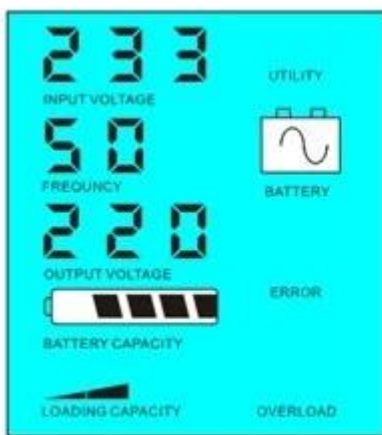 233
UTILITY
INPUT VOLTAGE
50
FREQUNCY
BATTERY
220
OUTPUT VOLTAGE
ERROR
BATTERY CAPACITY
LOADING CAPACITY
OVERLOAD